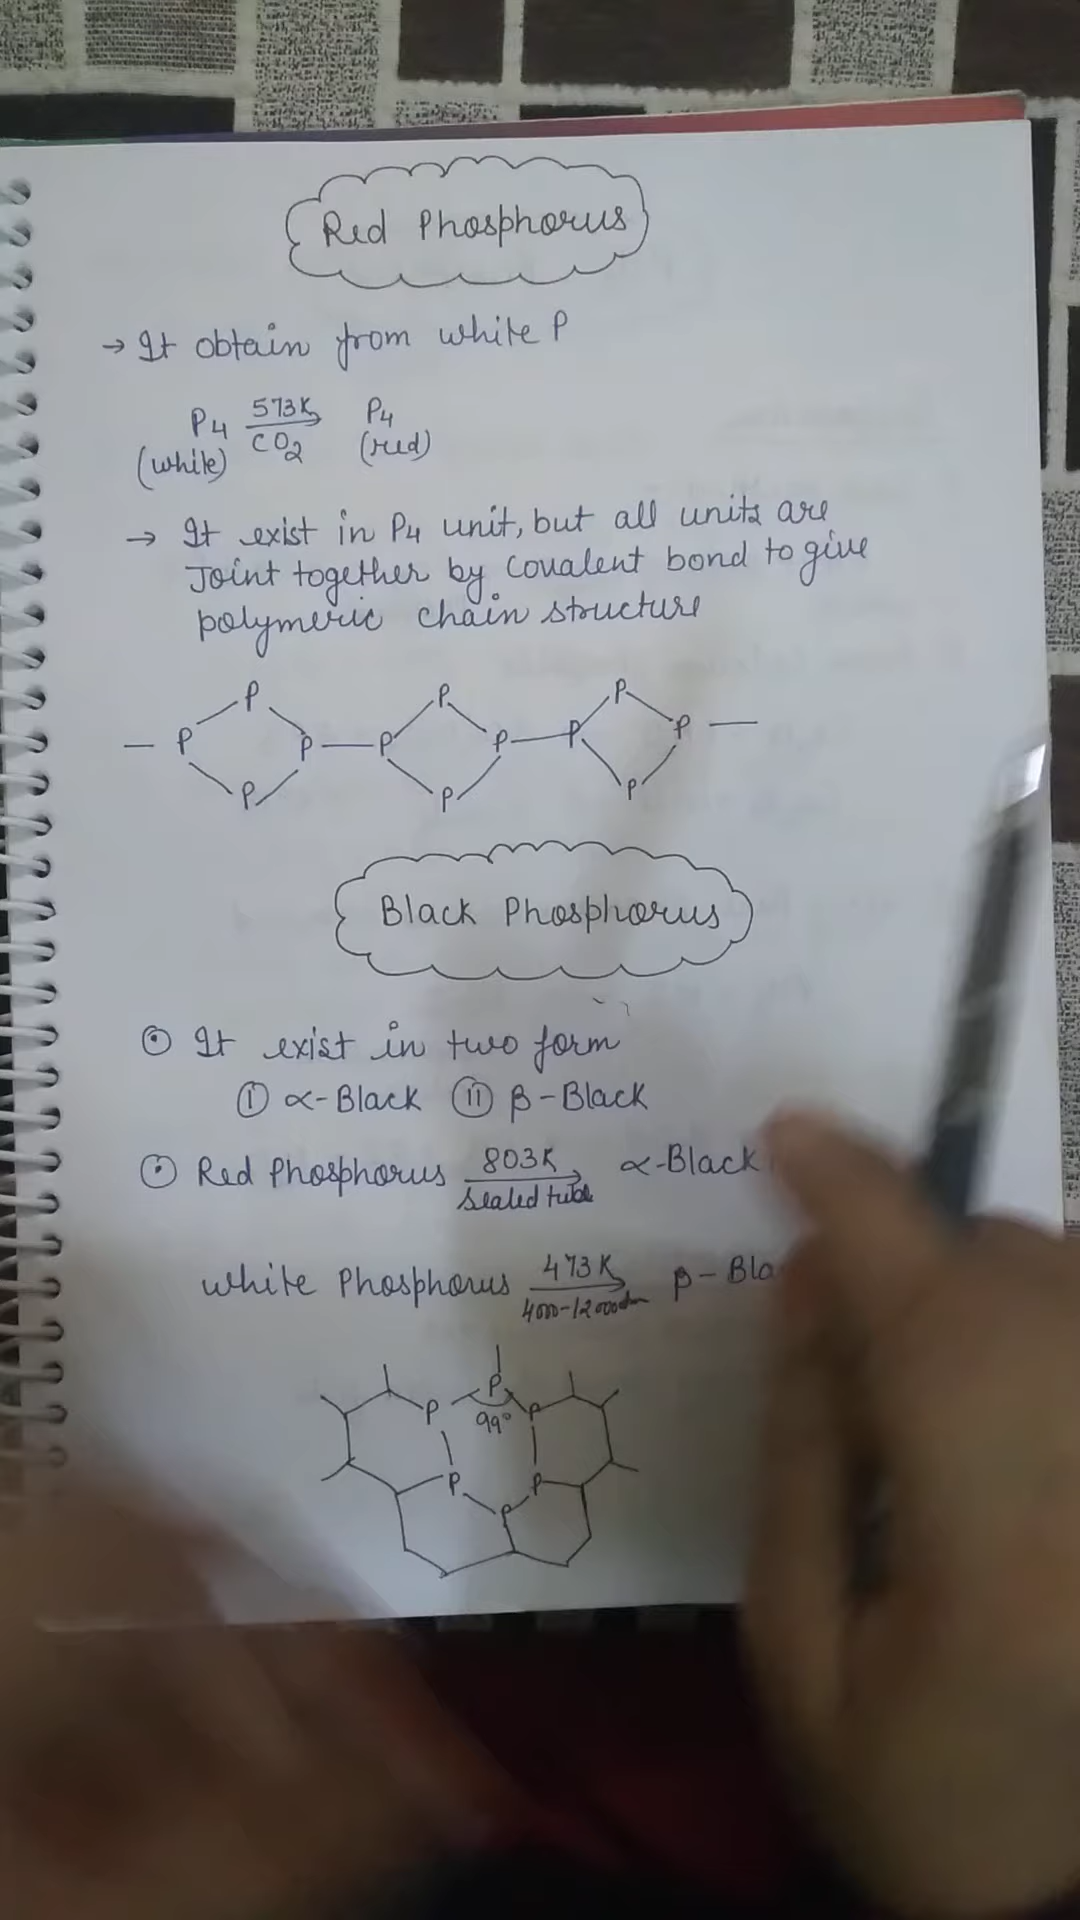 Red Phosphorus
→ It obtain from white P
P4 573K CO2 P4
(white) (red)
→ It exist in P4 unit, but all units are
Joint together by covalent bond to give
polymeric chain structure
P P P
— P P — P P — P P —
P P P
Black Phosphorus
⊙ It exist in two form
(i) α-Black (ii) β-Black
⊙ Red Phosphorus 803K sealed tube α-Black
white Phosphorus 473K 4000-12000atm β-Bla
P
P P
99°
P P
P